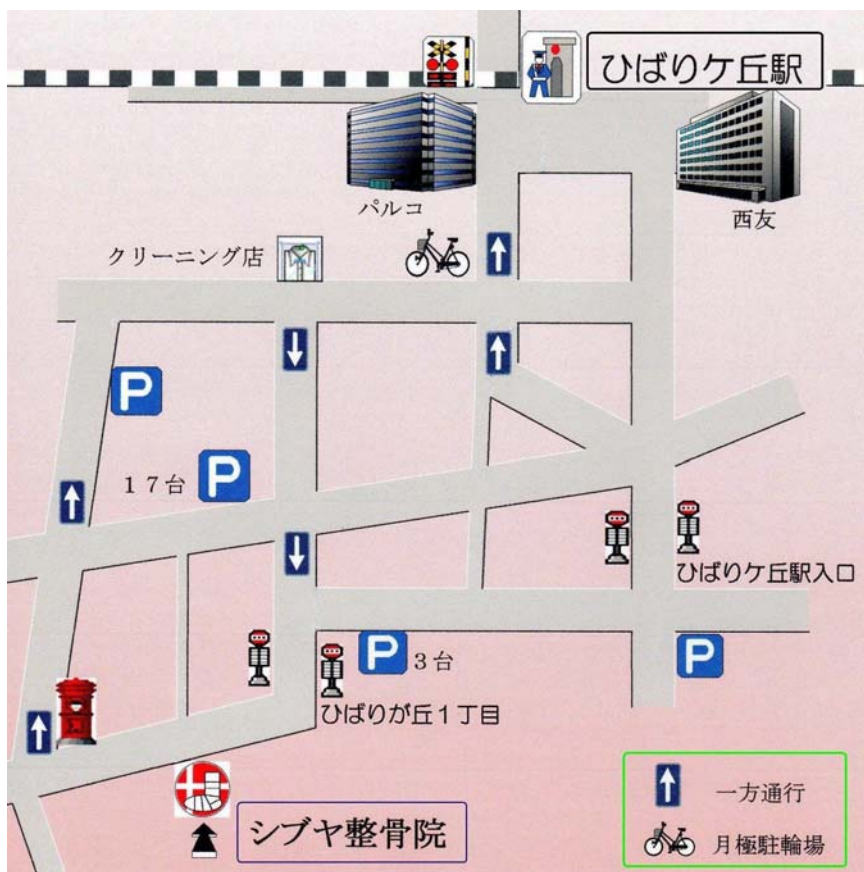 ひばりケ丘駅
パルコ
西友
クリーニング店
P
17台 P
ひばりケ丘駅入口
P 3台
P
ひばりが丘1丁目
一方通行
シブヤ整骨院
月極駐輪場